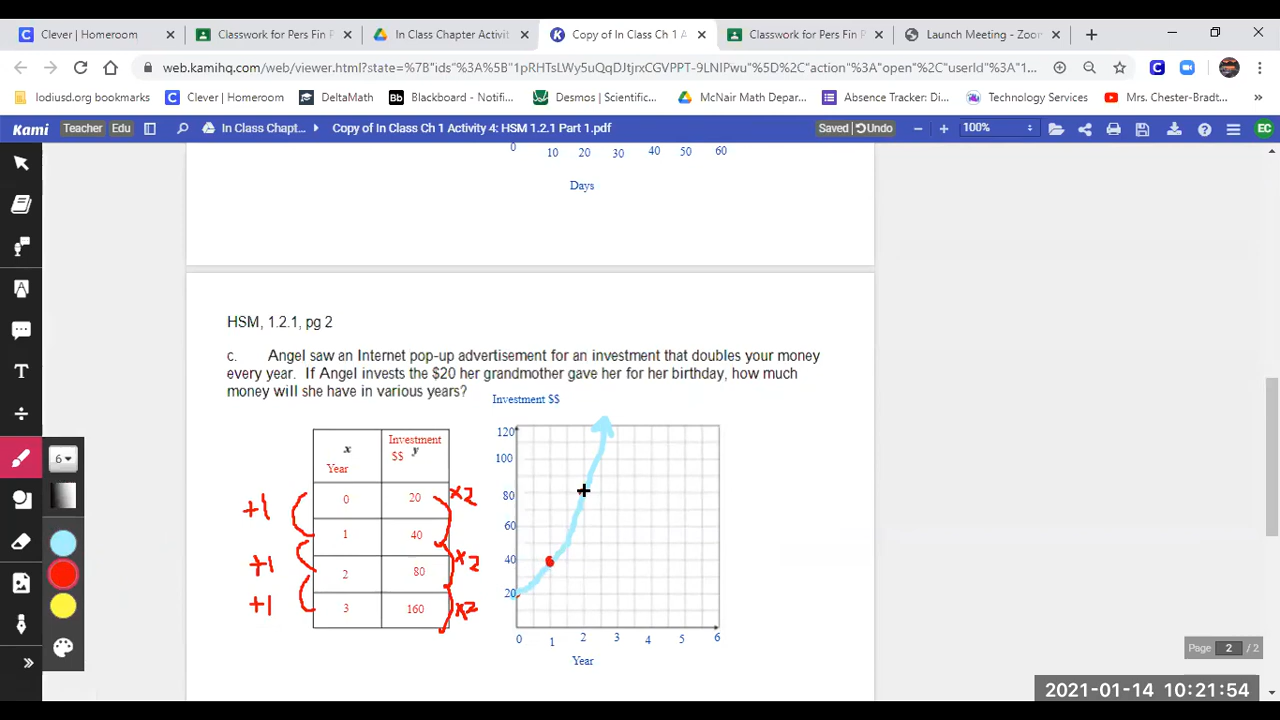 Clever | Homeroom
Classwork for Pers Fin P
In Class Chapter Activit
Copy of In Class Ch 1 A
Classwork for Pers Fin P
Launch Meeting - Zoom
web.kamihq.com/web/viewer.html?state=%7B"ids"%3A%5B"1pRHTsLWy5uQqDJtjrxCGVPPT-9LNIPwu"%5D%2C"action"%3A"open"%2C"userId"%3A"1...
lodiusd.org bookmarks
Clever | Homeroom
DeltaMath
Bb Blackboard - Notifi...
Desmos | Scientific...
McNair Math Depar...
Absence Tracker: Di...
Technology Services
Mrs. Chester-Bradt...
Kami Teacher Edu
In Class Chapt...
Copy of In Class Ch 1 Activity 4: HSM 1.2.1 Part 1.pdf
Saved Undo
100%
EC
0 10 20 30 40 50 60
Days
HSM, 1.2.1, pg 2
c. Angel saw an Internet pop-up advertisement for an investment that doubles your money
every year. If Angel invests the $20 her grandmother gave her for her birthday, how much
money will she have in various years?
Investment $$
x
Year
Investment
$$ y
0 20
1 40
2 80
3 160
+1
+1
+1
x2
x2
x2
120
100
80
60
40
20
0 1 2 3 4 5 6
Year
6
Page 2 / 2
2021-01-14 10:21:54